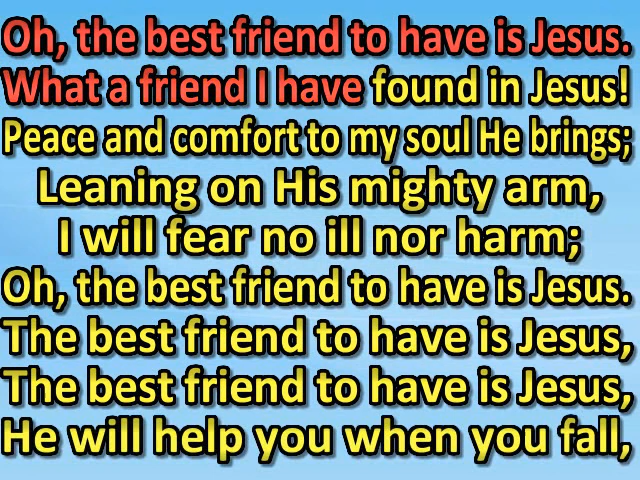 Oh, the best friend to have is Jesus.
What a friend I have found in Jesus!
Peace and comfort to my soul He brings;
Leaning on His mighty arm,
I will fear no ill nor harm;
Oh, the best friend to have is Jesus.
The best friend to have is Jesus,
The best friend to have is Jesus,
He will help you when you fall,